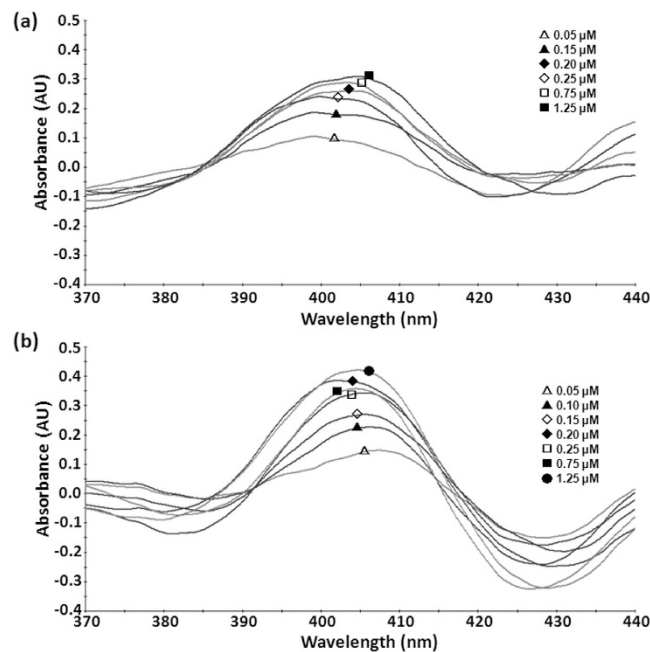 (a)
Absorbance (AU)
0.5
0.4
0.3
0.2
0.1
0.0
-0.1
-0.2
-0.3
-0.4
△ 0.05 µM
▲ 0.15 µM
◆ 0.20 µM
◇ 0.25 µM
□ 0.75 µM
■ 1.25 µM
370 380 390 400 410 420 430 440
Wavelength (nm)
(b)
Absorbance (AU)
0.5
0.4
0.3
0.2
0.1
0.0
-0.1
-0.2
-0.3
-0.4
△ 0.05 µM
▲ 0.10 µM
◇ 0.15 µM
◆ 0.20 µM
□ 0.25 µM
■ 0.75 µM
● 1.25 µM
370 380 390 400 410 420 430 440
Wavelength (nm)